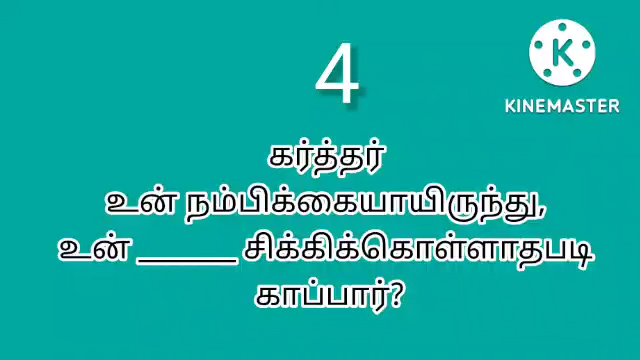 4
KINEMASTER
கர்த்தர்
உன் நம்பிக்கையாயிருந்து,
உன் ______ சிக்கிக்கொள்ளாதபடி
காப்பார்?